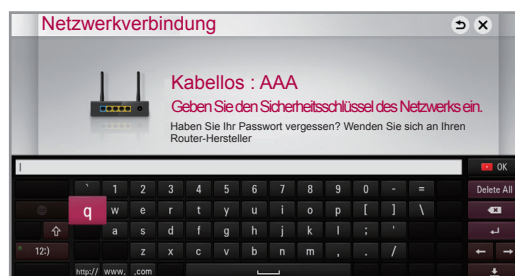 Netzwerkverbindung
Kabellos : AAA
Geben Sie den Sicherheitsschlüssel des Netzwerks ein.
Haben Sie Ihr Passwort vergessen? Wenden Sie sich an Ihren
Router-Hersteller
OK
` 1 2 3 4 5 6 7 8 9 0 - = Delete All
q w e r t y u i o p [ ] \
a s d f g h j k l ; '
12:) z x c v b n m , . /
http:// www. .com